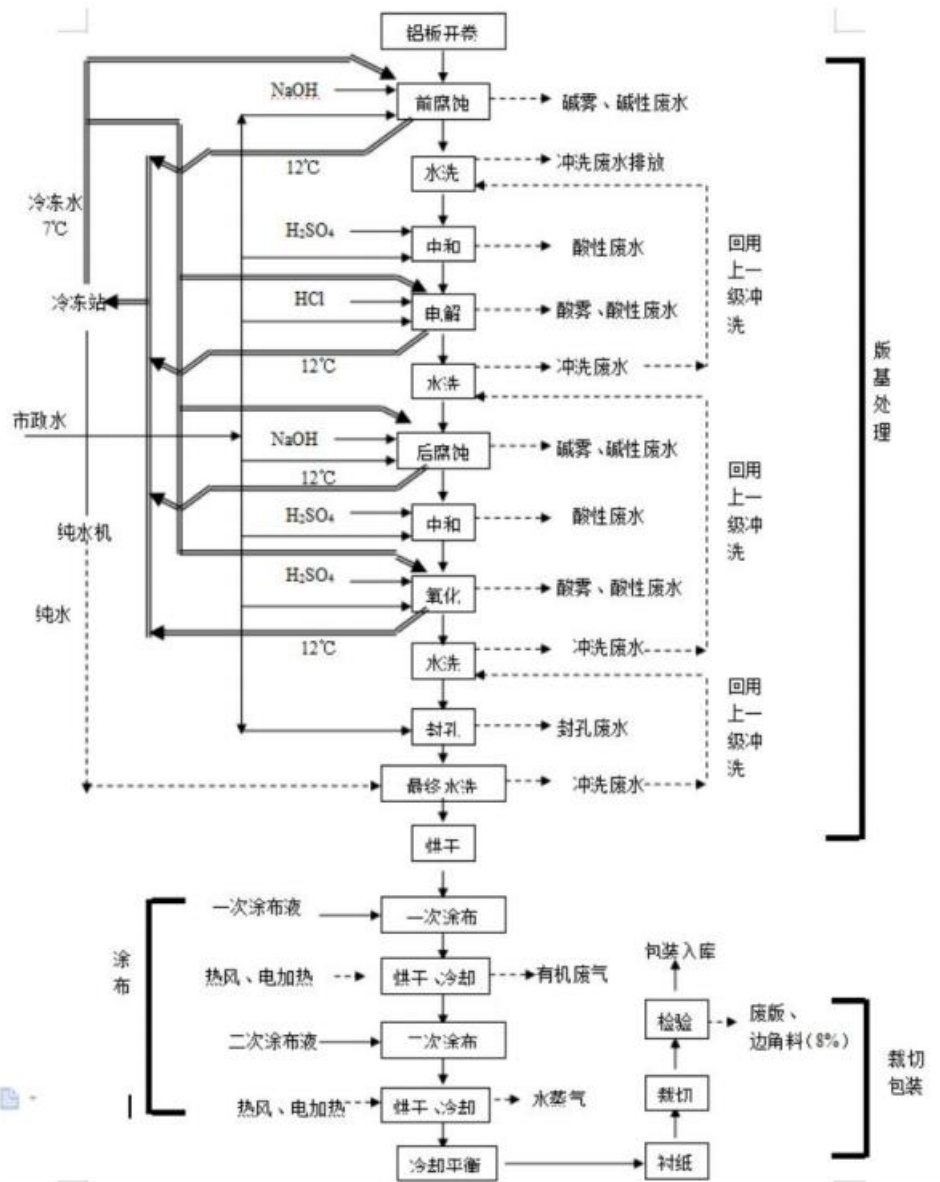 铝板开卷
NaOH
前腐蚀
碱雾、碱性废水
12℃
水洗
冲洗废水排放
冷冻水
7℃
H₂SO₄
中和
酸性废水
回用
上一
级冲
洗
冷冻站
HCl
电解
酸雾、酸性废水
12℃
水洗
冲洗废水
版
基
处
理
市政水
NaOH
后腐蚀
碱雾、碱性废水
12℃
回用
上一
级冲
洗
H₂SO₄
中和
酸性废水
纯水机
H₂SO₄
氧化
酸雾、酸性废水
纯水
12℃
水洗
冲洗废水
回用
上一
级冲
洗
封孔
封孔废水
最终水洗
冲洗废水
烘干
一次涂布液
一次涂布
涂
布
热风、电加热
烘干、冷却
有机废气
包装入库
二次涂布液
二次涂布
检验
废版、
边角料(8%)
热风、电加热
烘干、冷却
水蒸气
裁切
裁切
包装
冷却平衡
衬纸